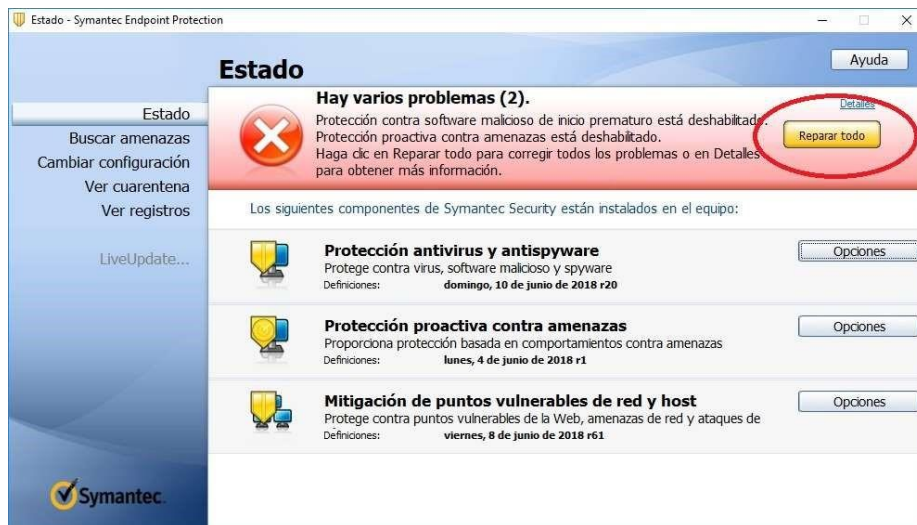 Estado - Symantec Endpoint Protection
Ayuda
Estado
Estado
Buscar amenazas
Cambiar configuración
Ver cuarentena
Ver registros
LiveUpdate...
Hay varios problemas (2).
Detalles
Protección contra software malicioso de inicio prematuro está deshabilitado.
Protección proactiva contra amenazas está deshabilitado.
Haga clic en Reparar todo para corregir todos los problemas o en Detalles
para obtener más información.
Reparar todo
Los siguientes componentes de Symantec Security están instalados en el equipo:
Protección antivirus y antispyware
Protege contra virus, software malicioso y spyware
Definiciones: domingo, 10 de junio de 2018 r20
Opciones
Protección proactiva contra amenazas
Proporciona protección basada en comportamientos contra amenazas
Definiciones: lunes, 4 de junio de 2018 r1
Opciones
Mitigación de puntos vulnerables de red y host
Protege contra puntos vulnerables de la Web, amenazas de red y ataques de
Definiciones: viernes, 8 de junio de 2018 r61
Opciones
Symantec.